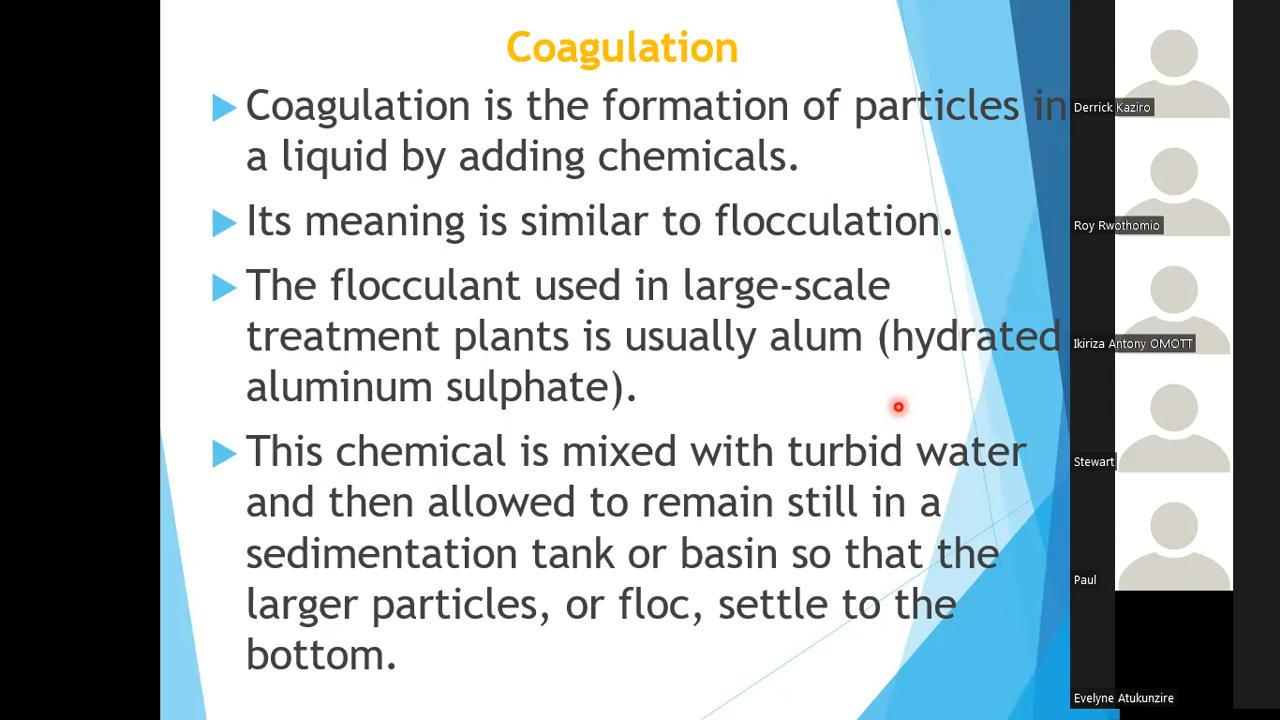 Coagulation
Coagulation is the formation of particles in
a liquid by adding chemicals.
Its meaning is similar to flocculation.
The flocculant used in large-scale
treatment plants is usually alum (hydrated
aluminum sulphate).
This chemical is mixed with turbid water
and then allowed to remain still in a
sedimentation tank or basin so that the
larger particles, or floc, settle to the
bottom.
Derrick Kaziro
Roy Rwothomio
Ikiriza Antony OMOTT
Stewart
Paul
Evelyne Atukunzire